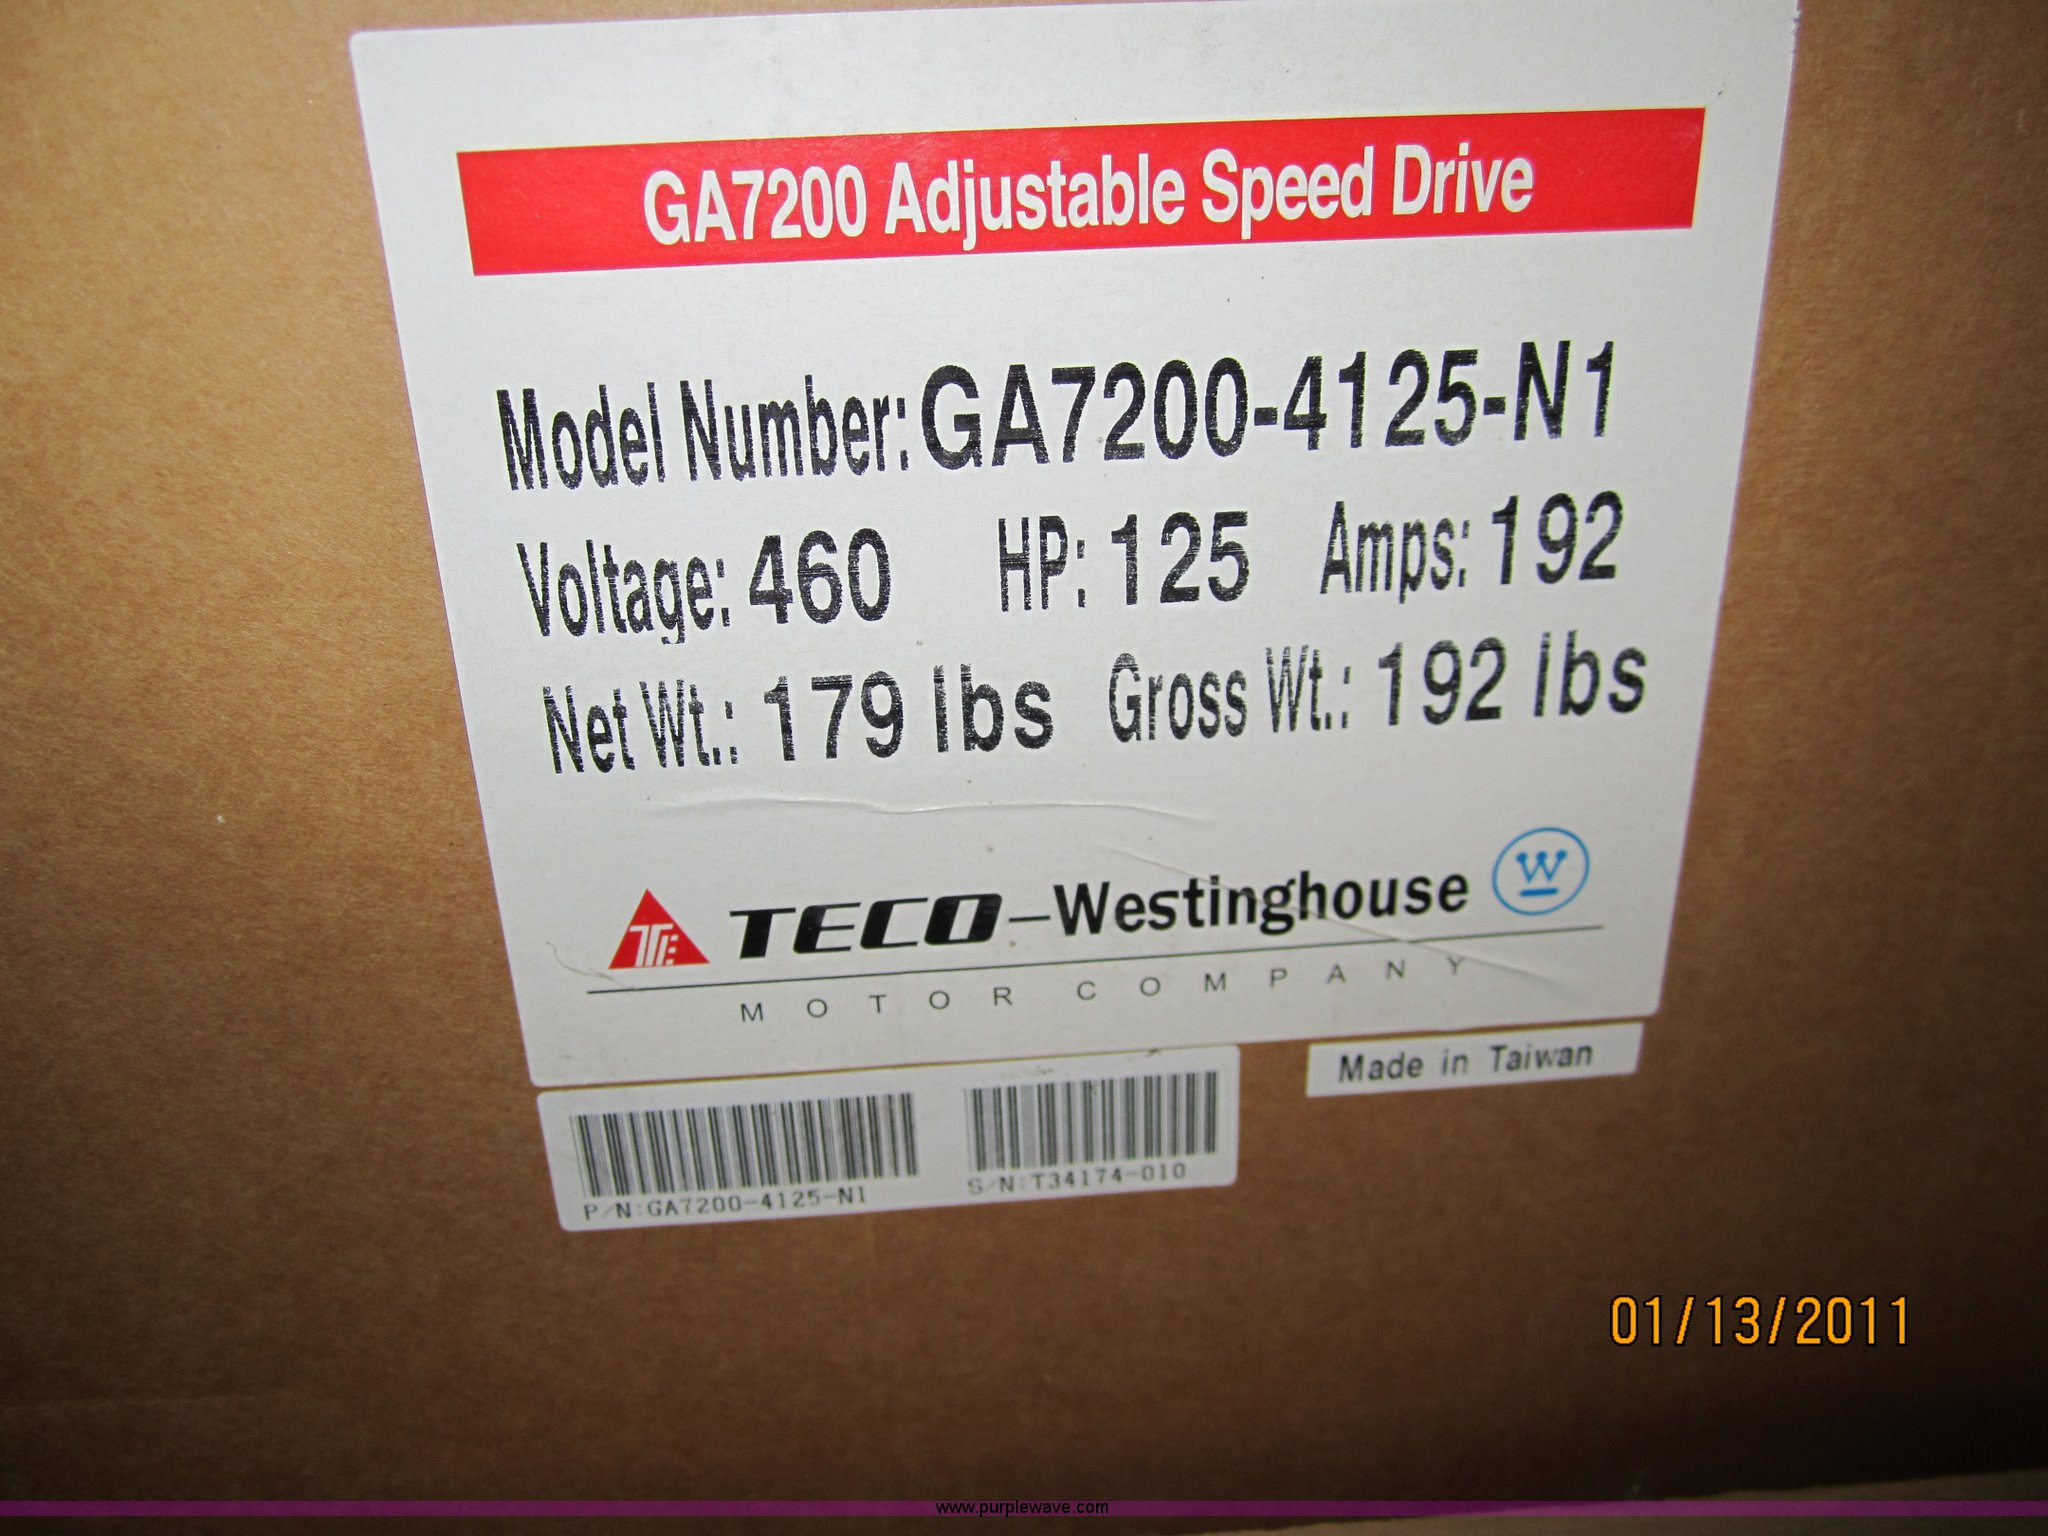 GA7200 Adjustable Speed Drive
Model Number: GA7200-4125-N1
Voltage: 460 HP: 125 Amps: 192
Net Wt.: 179 lbs Gross Wt.: 192 lbs
TECO-Westinghouse W
MOTOR COMPANY
Made in Taiwan
P/N:GA7200-4125-N1 S/N:T34174-010
01/13/2011
www.purplewave.com